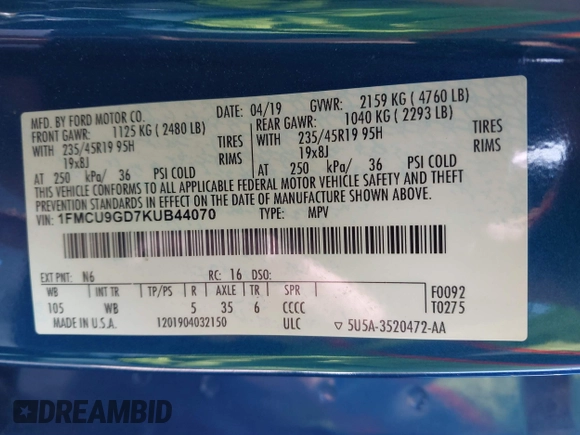 MFD. BY FORD MOTOR CO. DATE: 04/19 GVWR: 2159 KG ( 4760 LB)
FRONT GAWR: 1125 KG ( 2480 LB) REAR GAWR: 1040 KG ( 2293 LB)
WITH 235/45R19 95H TIRES WITH 235/45R19 95H TIRES
19x8J RIMS 19x8J RIMS
AT 250 kPa/ 36 PSI COLD AT 250 kPa/ 36 PSI COLD
THIS VEHICLE CONFORMS TO ALL APPLICABLE FEDERAL MOTOR VEHICLE SAFETY AND THEFT
PREVENTION STANDARDS IN EFFECT ON THE DATE OF MANUFACTURE SHOWN ABOVE.
VIN: 1FMCU9GD7KUB44070 TYPE: MPV
EXT PNT: N6 RC: 16 DSO:
WB INT TR TP/PS R AXLE TR SPR F0092
105 WB 5 35 6 CCCC T0275
MADE IN U.S.A. 1201904032150 ULC ▽ 5U5A-3520472-AA
DREAMBID